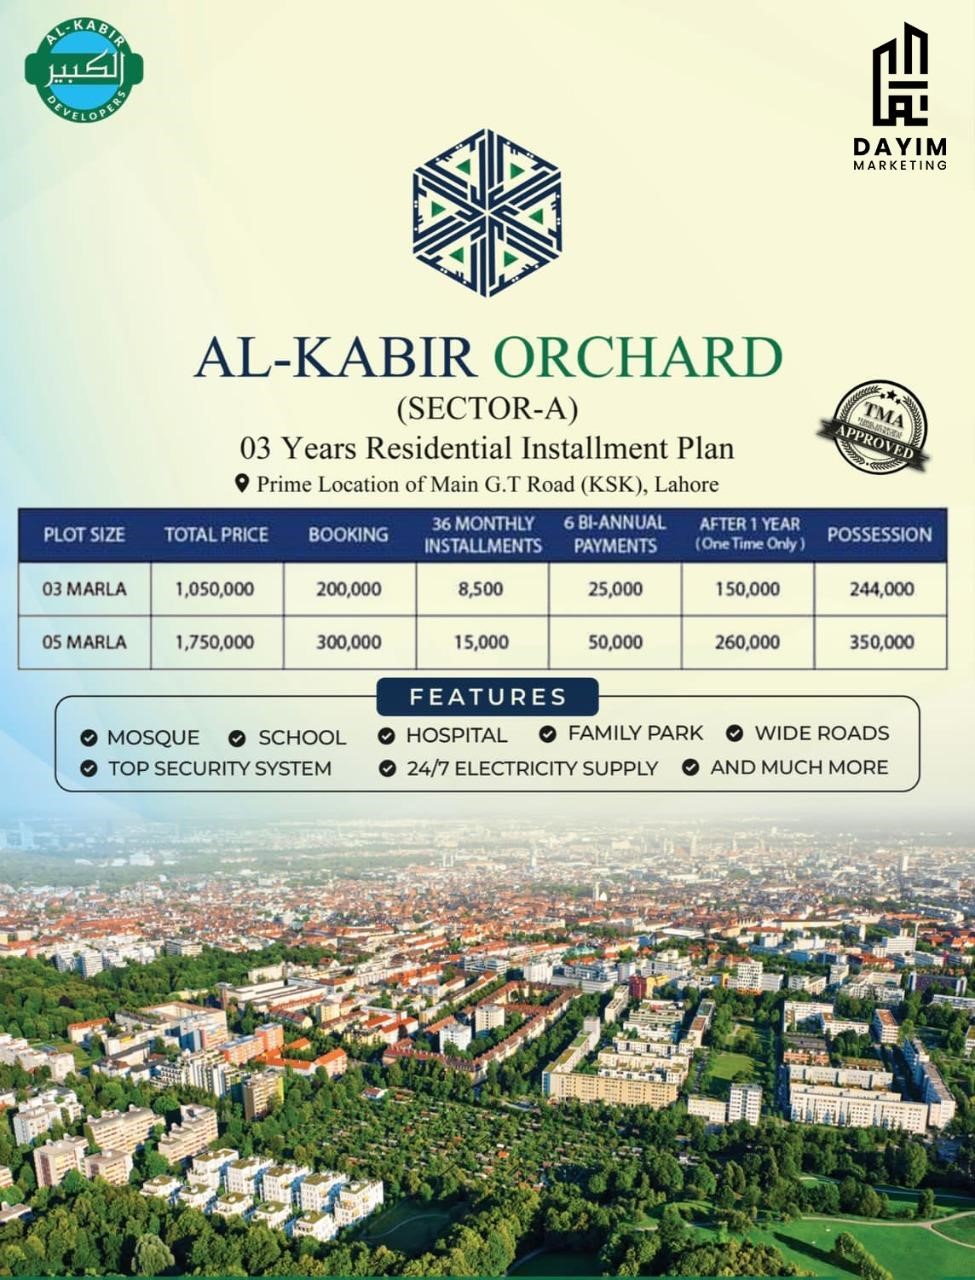 AL-KABIR
الكبير
DEVELOPERS
DAYIM
MARKETING
AL-KABIR ORCHARD
(SECTOR-A)
03 Years Residential Installment Plan
Prime Location of Main G.T Road (KSK), Lahore
TMA
APPROVED
PLOT SIZE TOTAL PRICE BOOKING 36 MONTHLY INSTALLMENTS 6 BI-ANNUAL PAYMENTS AFTER 1 YEAR (One Time Only) POSSESSION
03 MARLA 1,050,000 200,000 8,500 25,000 150,000 244,000
05 MARLA 1,750,000 300,000 15,000 50,000 260,000 350,000
FEATURES
MOSQUE SCHOOL HOSPITAL FAMILY PARK WIDE ROADS
TOP SECURITY SYSTEM 24/7 ELECTRICITY SUPPLY AND MUCH MORE